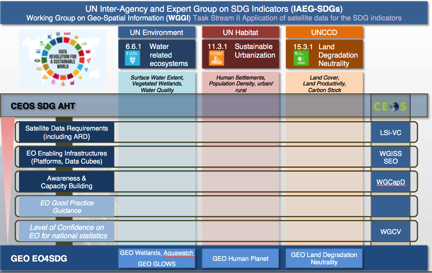 UN Inter-Agency and Expert Group on SDG Indicators (IAEG-SDGs)
Working Group on Geo-Spatial Information (WGGI) Task Stream II Application of satellite data for the SDG indicators
DATA
REVOLUTION FOR
A SUSTAINABLE
WORLD
UN Environment
6.6.1 Water
related
ecosystems
UN Habitat
11.3.1 Sustainable
Urbanization
UNCCD
15.3.1 Land
Degradation
Neutrality
Surface Water Extent,
Vegetated Wetlands,
Water Quality
Human Settlements,
Population Density, urban/
rural
Land Cover,
Land Productivity,
Carbon Stock
CEOS SDG AHT
CEOS
Satellite Data Requirements
(including ARD)
LSI-VC
EO Enabling Infrastructures
(Platforms, Data Cubes)
WGISS
SEO
Awareness &
Capacity Building
WGCapD
EO Good Practice
Guidance
Level of Confidence on
EO for national statistics
WGCV
GEO EO4SDG
GEO Wetlands, Aquawatch
GEO GLOWS
GEO Human Planet
GEO Land Degradation
Neutrality